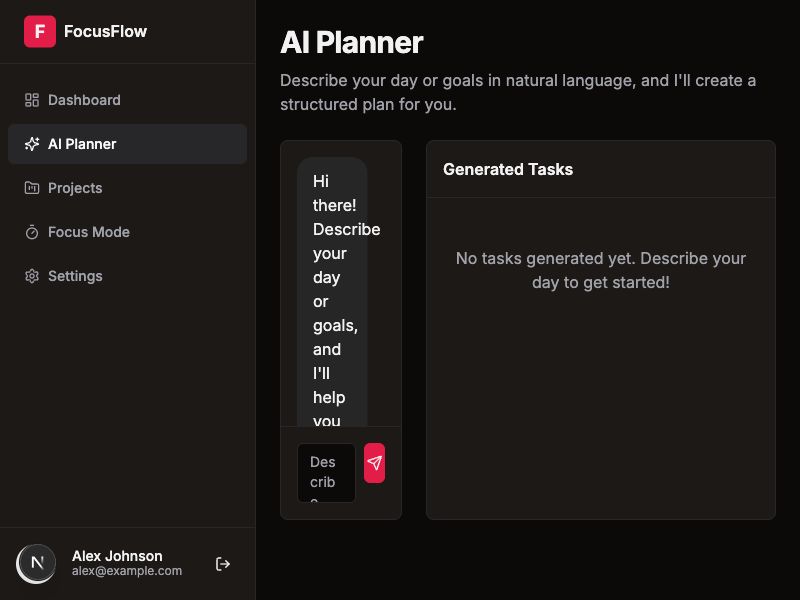 F FocusFlow
Dashboard
AI Planner
Projects
Focus Mode
Settings
N
Alex Johnson
alex@example.com
AI Planner
Describe your day or goals in natural language, and I'll create a
structured plan for you.
Hi
there!
Describe
your
day
or
goals,
and
I'll
help
you
Des
crib
Generated Tasks
No tasks generated yet. Describe your
day to get started!